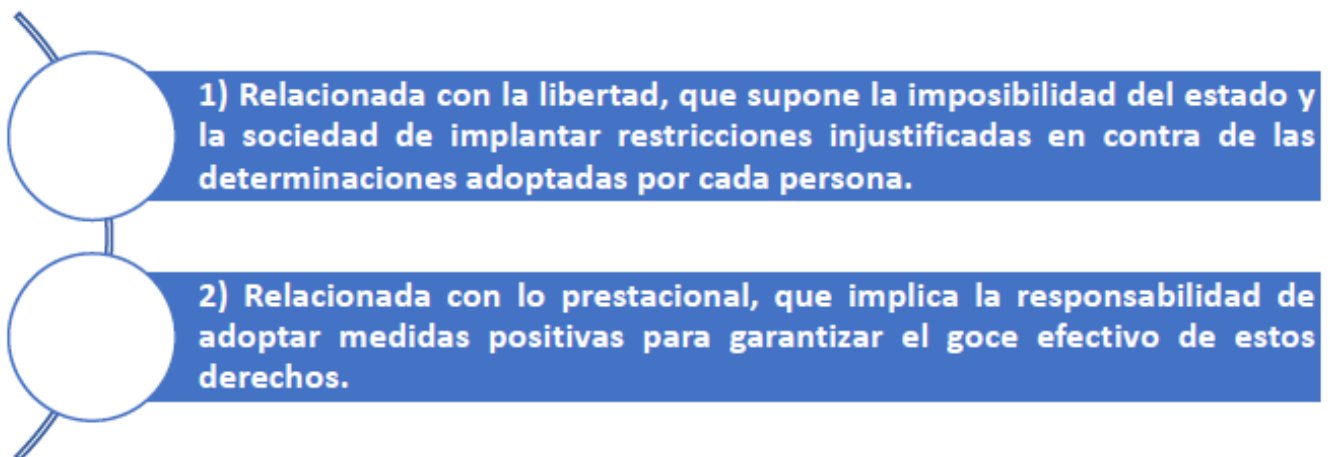 1) Relacionada con la libertad, que supone la imposibilidad del estado y
la sociedad de implantar restricciones injustificadas en contra de las
determinaciones adoptadas por cada persona.
2) Relacionada con lo prestacional, que implica la responsabilidad de
adoptar medidas positivas para garantizar el goce efectivo de estos
derechos.